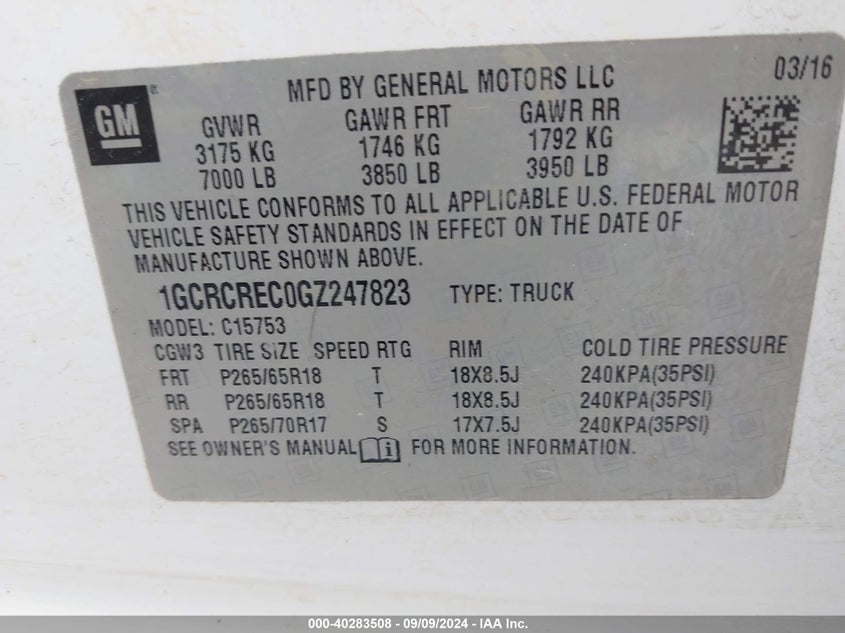 MFD BY GENERAL MOTORS LLC 03/16
GM ®
GVWR GAWR FRT GAWR RR
3175 KG 1746 KG 1792 KG
7000 LB 3850 LB 3950 LB
THIS VEHICLE CONFORMS TO ALL APPLICABLE U.S. FEDERAL MOTOR
VEHICLE SAFETY STANDARDS IN EFFECT ON THE DATE OF
MANUFACTURE SHOWN ABOVE.
1GCRCREC0GZ247823 TYPE: TRUCK
MODEL: C15753
CGW3 TIRE SIZE SPEED RTG RIM COLD TIRE PRESSURE
FRT P265/65R18 T 18X8.5J 240KPA(35PSI)
RR P265/65R18 T 18X8.5J 240KPA(35PSI)
SPA P265/70R17 S 17X7.5J 240KPA(35PSI)
SEE OWNER'S MANUAL i FOR MORE INFORMATION.
000-40283508 - 09/09/2024 - IAA Inc.